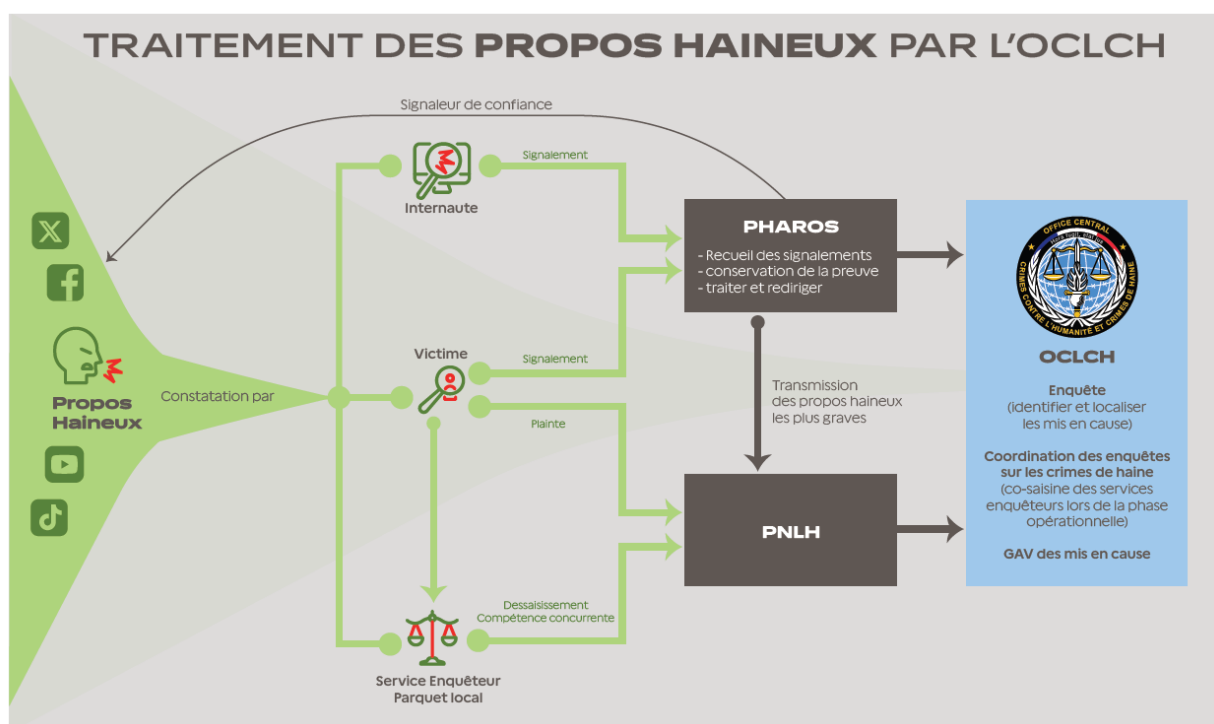 TRAITEMENT DES PROPOS HAINEUX PAR L'OCLCH
Signaleur de confiance
Internaute
Signalement
Propos
Haineux
Constatation par
Victime
Signalement
Plainte
Service Enquêteur
Parquet local
Dessaisissement
Compétence concurrente
PHAROS
- Recueil des signalements
- conservation de la preuve
- traiter et rediriger
Transmission
des propos haineux
les plus graves
PNLH
OFFICE CENTRAL
CRIMES CONTRE L'HUMANITÉ ET CRIMES DE HAINE
OCLCH
Enquête
(identifier et localiser
les mis en cause)
Coordination des enquêtes
sur les crimes de haine
(co-saisine des services
enquêteurs lors de la phase
opérationnelle)
GAV des mis en cause